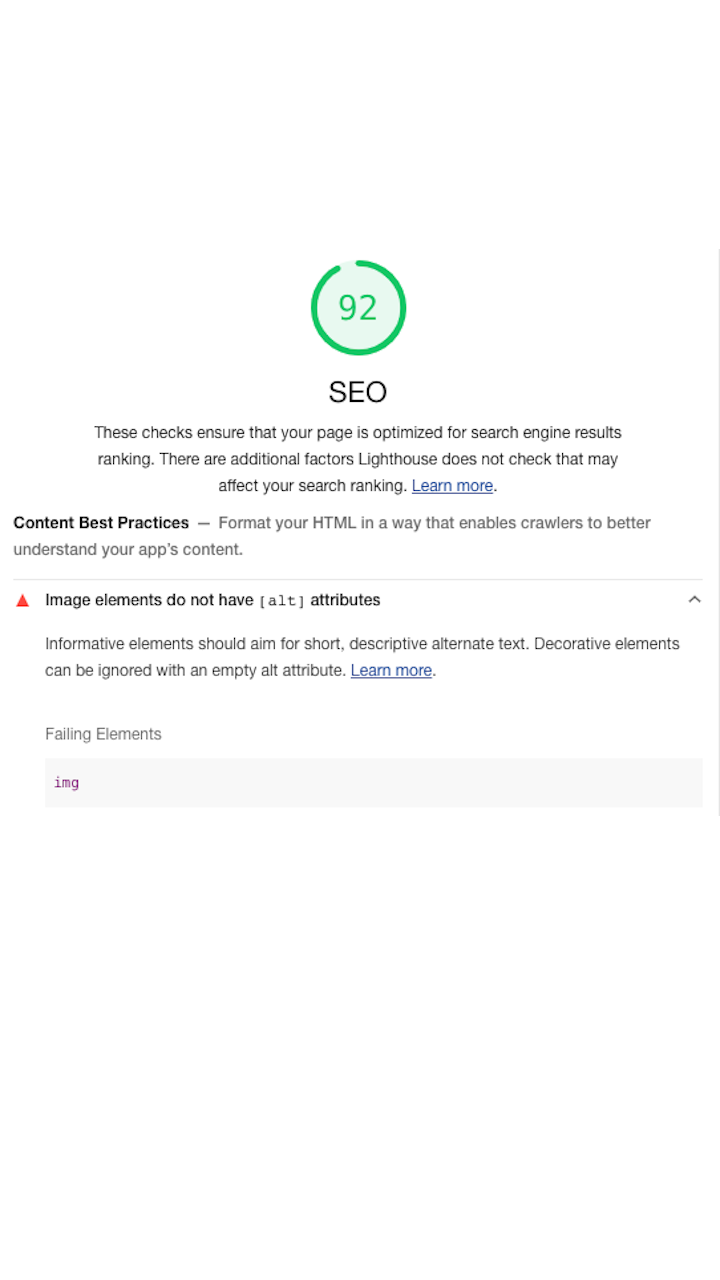 92
SEO
These checks ensure that your page is optimized for search engine results
ranking. There are additional factors Lighthouse does not check that may
affect your search ranking. Learn more.
Content Best Practices — Format your HTML in a way that enables crawlers to better
understand your app's content.
Image elements do not have [alt] attributes
Informative elements should aim for short, descriptive alternate text. Decorative elements
can be ignored with an empty alt attribute. Learn more.
Failing Elements
img